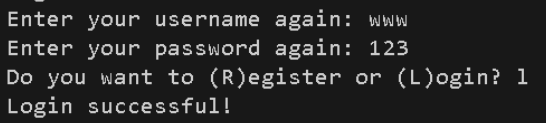 Enter your username again: www
Enter your password again: 123
Do you want to (R)egister or (L)ogin? l
Login successful!